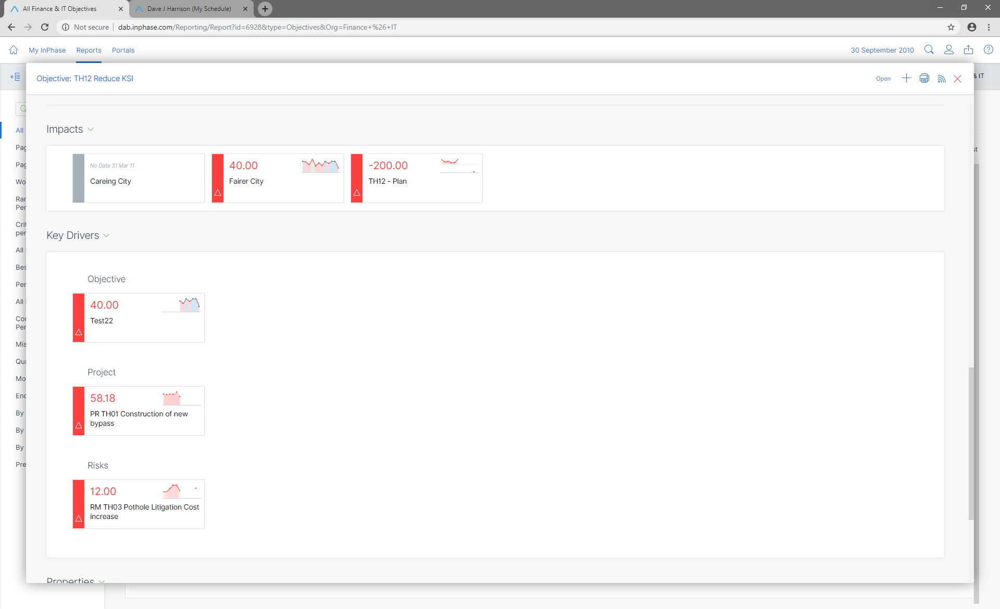 All Finance & IT Objectives
Dave J Harrison (My Schedule)
Not secure
dab.inphase.com/Reporting/Report?id=6928&type=Objectives&Org=Finance+%26+IT
My InPhase
Reports
Portals
30 September 2010
Objective: TH12 Reduce KSI
Open
& IT
All
Pag
Pag
Wo
Ran
Per
Crit
per
All
Bes
Per
All
Cor
Per
Mis
Qua
Mo
Enc
By
By
By
Pre
st
Impacts
No Data 31 Mar 11
Careing City
40.00
Fairer City
-200.00
TH12 - Plan
Key Drivers
Objective
40.00
Test22
Project
58.18
PR TH01 Construction of new
bypass
Risks
12.00
RM TH03 Pothole Litigation Cost
increase
Properties